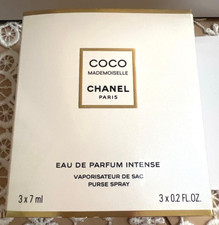 COCO
MADEMOISELLE
CHANEL
PARIS
EAU DE PARFUM INTENSE
VAPORISATEUR DE SAC
PURSE SPRAY
3 x 7 ml
3 x 0.2 FL.OZ.